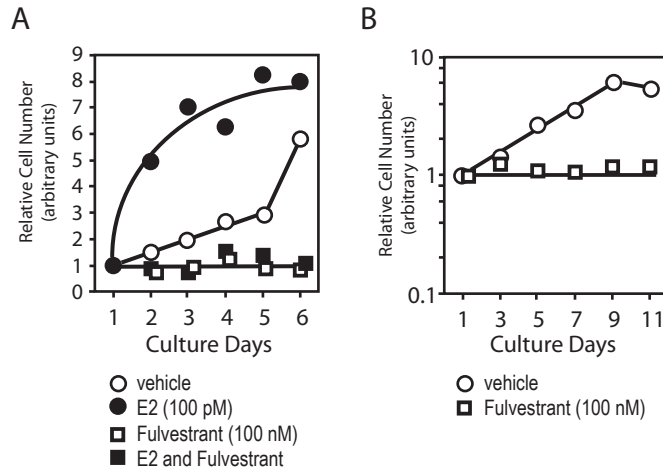 A
Relative Cell Number
(arbitrary units)
9
8
7
6
5
4
3
2
1
0
1 2 3 4 5 6
Culture Days
vehicle
E2 (100 pM)
Fulvestrant (100 nM)
E2 and Fulvestrant
B
Relative Cell Number
(arbitrary units)
10
1
0.1
1 3 5 7 9 11
Culture Days
vehicle
Fulvestrant (100 nM)